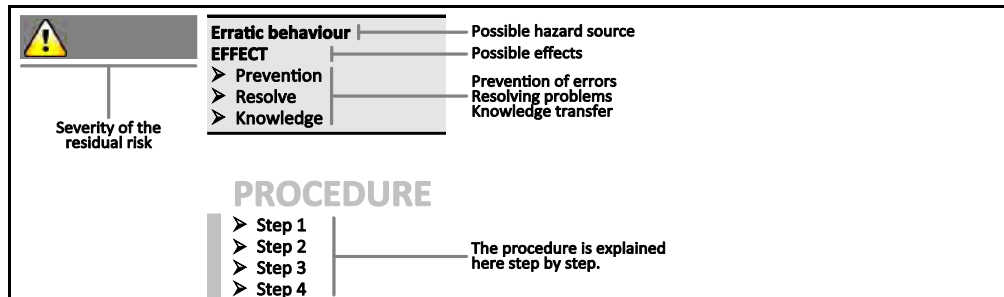 Erratic behaviour
Possible hazard source
EFFECT
Possible effects
➢ Prevention
➢ Resolve
➢ Knowledge
Prevention of errors
Resolving problems
Knowledge transfer
Severity of the
residual risk
PROCEDURE
➢ Step 1
➢ Step 2
➢ Step 3
➢ Step 4
The procedure is explained
here step by step.